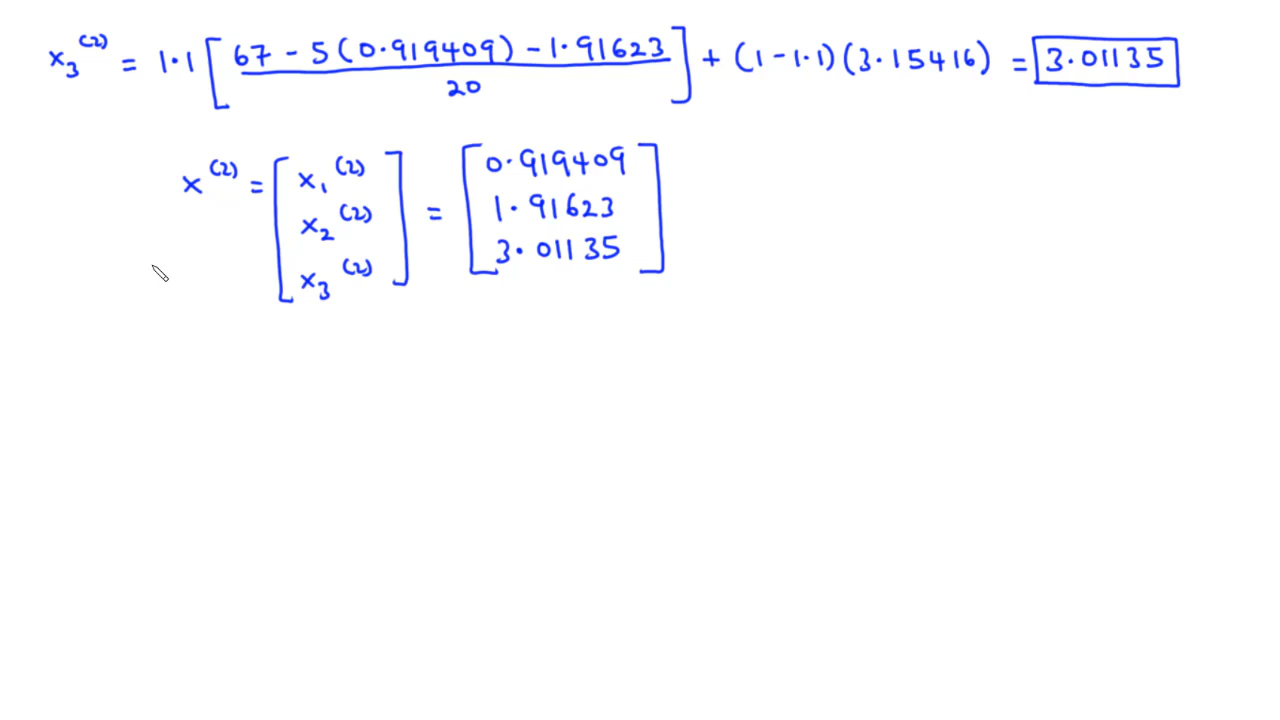 x₃⁽²⁾ = 1·1 [ (67 - 5(0·919409) - 1·91623) / 20 ] + (1 - 1·1)(3·15416) = 3·01135
x⁽²⁾ = [ x₁⁽²⁾ x₂⁽²⁾ x₃⁽²⁾ ] = [ 0·919409 1·91623 3·01135 ]